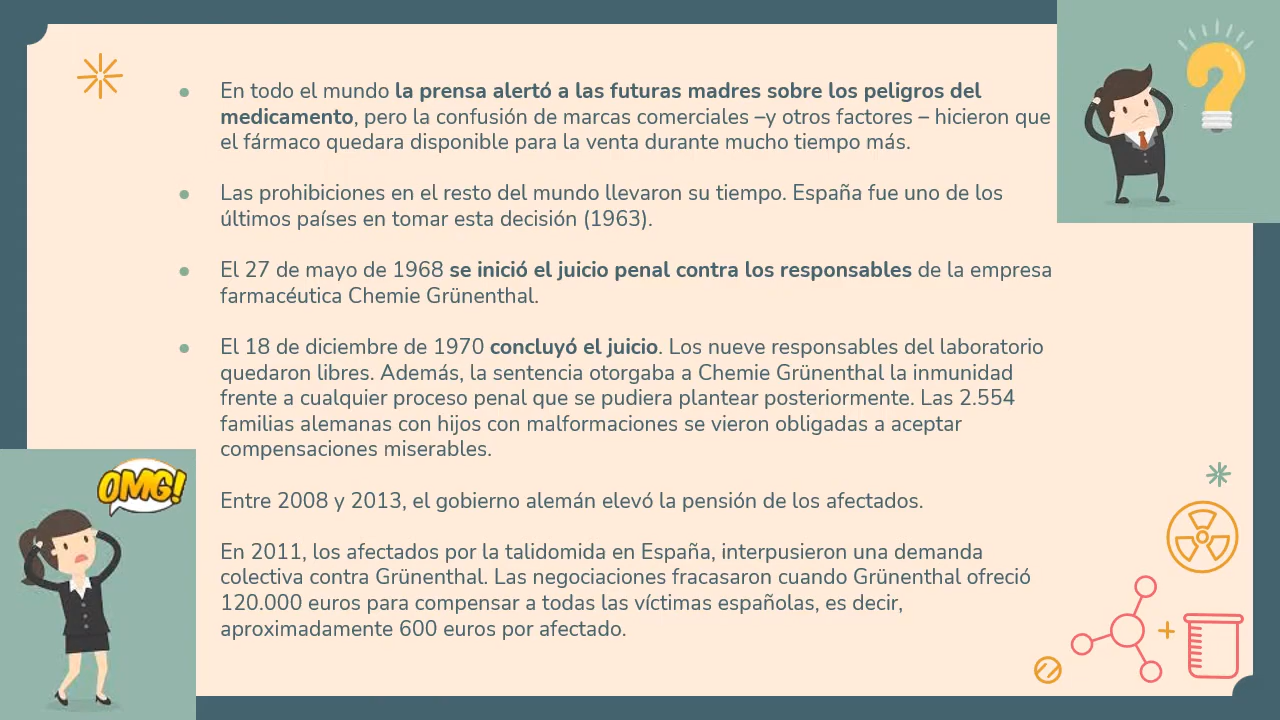 En todo el mundo la prensa alertó a las futuras madres sobre los peligros del
medicamento, pero la confusión de marcas comerciales –y otros factores – hicieron que
el fármaco quedara disponible para la venta durante mucho tiempo más.
Las prohibiciones en el resto del mundo llevaron su tiempo. España fue uno de los
últimos países en tomar esta decisión (1963).
El 27 de mayo de 1968 se inició el juicio penal contra los responsables de la empresa
farmacéutica Chemie Grünenthal.
El 18 de diciembre de 1970 concluyó el juicio. Los nueve responsables del laboratorio
quedaron libres. Además, la sentencia otorgaba a Chemie Grünenthal la inmunidad
frente a cualquier proceso penal que se pudiera plantear posteriormente. Las 2.554
familias alemanas con hijos con malformaciones se vieron obligadas a aceptar
compensaciones miserables.
Entre 2008 y 2013, el gobierno alemán elevó la pensión de los afectados.
En 2011, los afectados por la talidomida en España, interpusieron una demanda
colectiva contra Grünenthal. Las negociaciones fracasaron cuando Grünenthal ofreció
120.000 euros para compensar a todas las víctimas españolas, es decir,
aproximadamente 600 euros por afectado.
OMG!